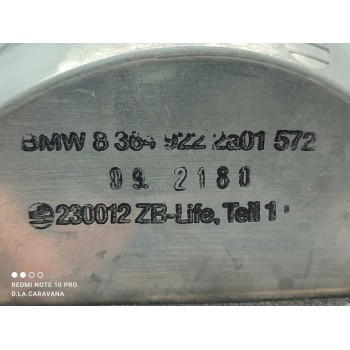 BMW 8 364 922 2a01 572
09. 2180
230012 ZB-Life, Teil 1
REDMI NOTE 10 PRO
D.LA.CARAVANA